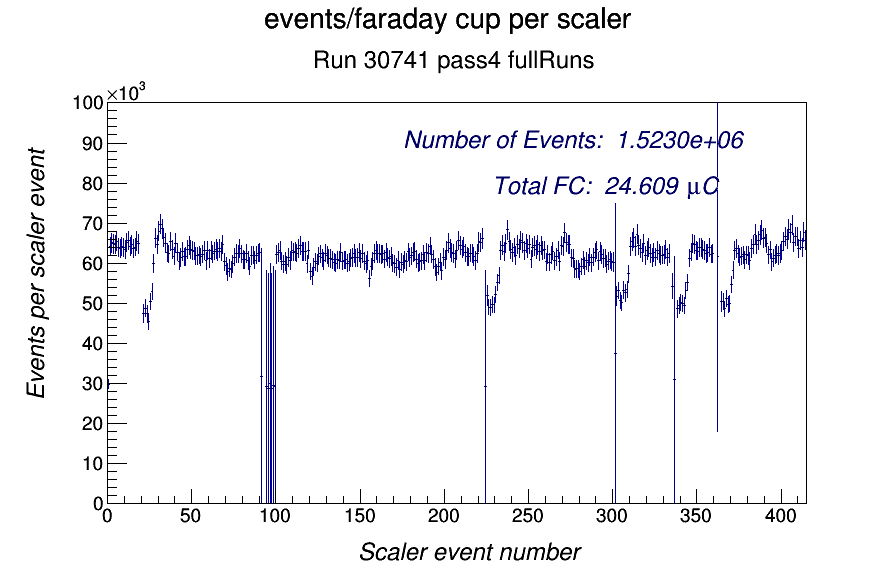 events/faraday cup per scaler
Run 30741 pass4 fullRuns
×10³
100
90
80
70
60
50
40
30
20
10
0
Number of Events: 1.5230e+06
Total FC: 24.609 μC
Events per scaler event
0 50 100 150 200 250 300 350 400
Scaler event number